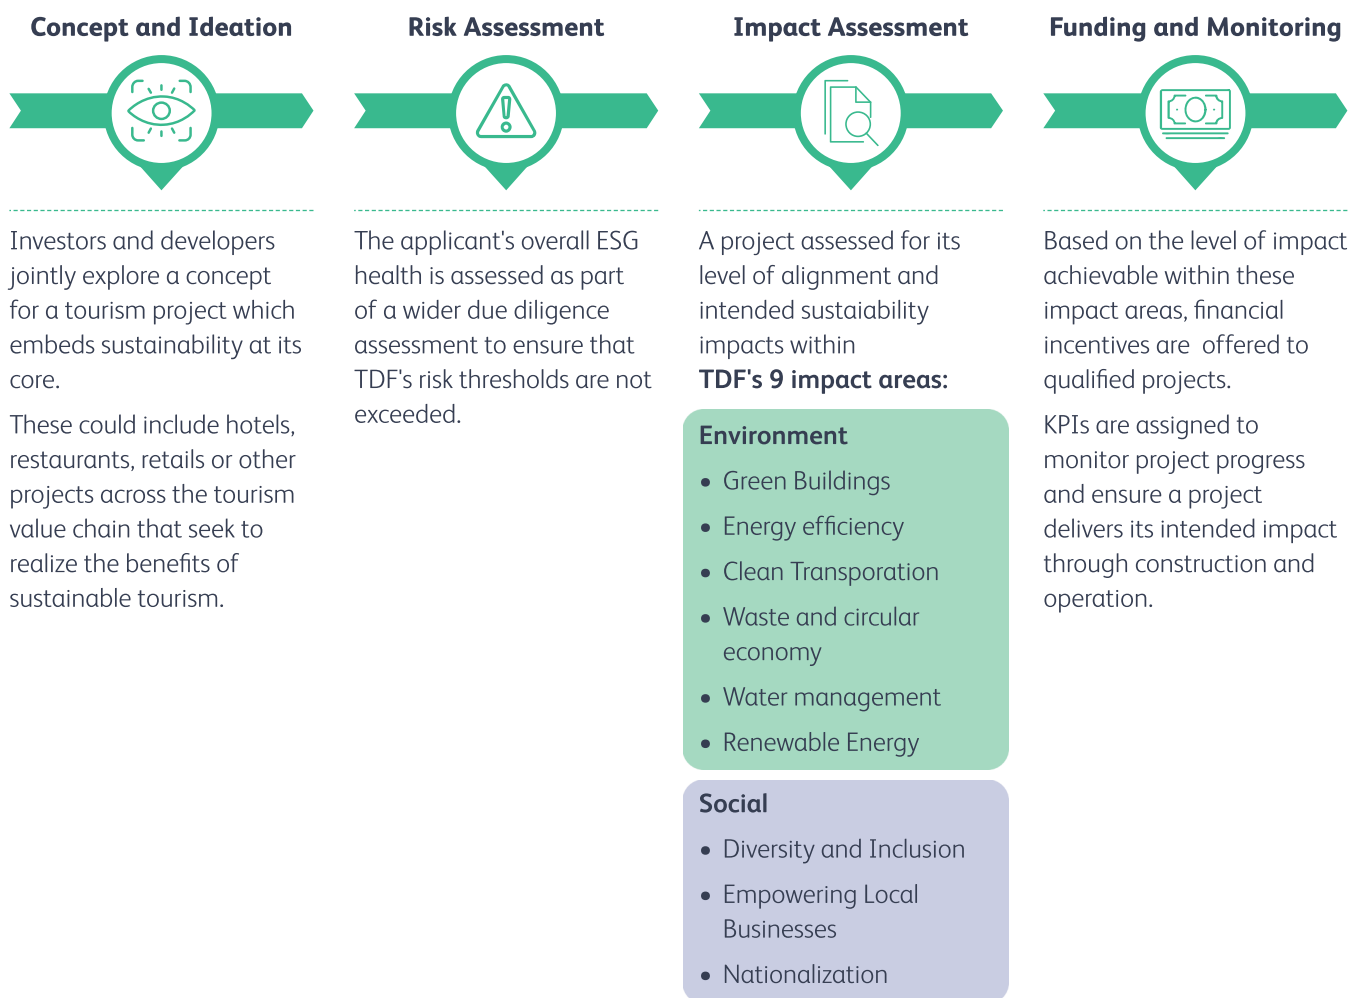 Concept and Ideation
Investors and developers
jointly explore a concept
for a tourism project which
embeds sustainability at its
core.
These could include hotels,
restaurants, retails or other
projects across the tourism
value chain that seek to
realize the benefits of
sustainable tourism.
Risk Assessment
The applicant's overall ESG
health is assessed as part
of a wider due diligence
assessment to ensure that
TDF's risk thresholds are not
exceeded.
Impact Assessment
A project assessed for its
level of alignment and
intended sustaiability
impacts within
TDF's 9 impact areas:
Environment
• Green Buildings
• Energy efficiency
• Clean Transporation
• Waste and circular
economy
• Water management
• Renewable Energy
Social
• Diversity and Inclusion
• Empowering Local
Businesses
• Nationalization
Funding and Monitoring
Based on the level of impact
achievable within these
impact areas, financial
incentives are  offered to
qualified projects.
KPIs are assigned to
monitor project progress
and ensure a project
delivers its intended impact
through construction and
operation.